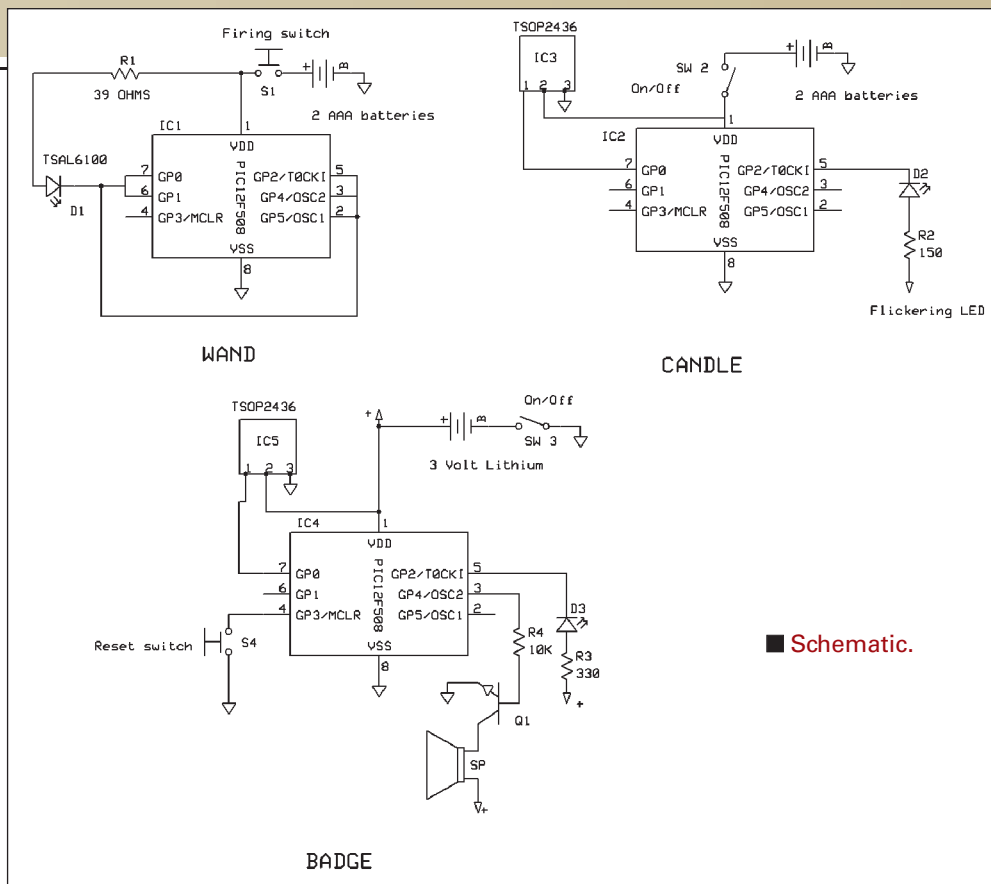 Firing switch
R1
39 OHMS
S1
+
B
2 AAA batteries
IC1
1
VDD
TSAL6100
D1
7
GP0
6
GP1
4
GP3/MCLR
PIC12F508
GP2/T0CKI
5
GP4/OSC2
3
GP5/OSC1
2
VSS
8
WAND
TSOP2436
IC3
1 2 3
SW 2
On/Off
+
B
2 AAA batteries
IC2
1
VDD
7
GP0
6
GP1
4
GP3/MCLR
PIC12F508
GP2/T0CKI
5
GP4/OSC2
3
GP5/OSC1
2
VSS
8
D2
R2
150
Flickering LED
CANDLE
TSOP2436
IC5
1 2 3
+
+
B
On/Off
SW 3
3 Volt Lithium
IC4
1
VDD
7
GP0
6
GP1
4
GP3/MCLR
PIC12F508
GP2/T0CKI
5
GP4/OSC2
3
GP5/OSC1
2
VSS
8
Reset switch
S4
R4
10K
D3
R3
330
+
Q1
SP
+
BADGE
■ Schematic.